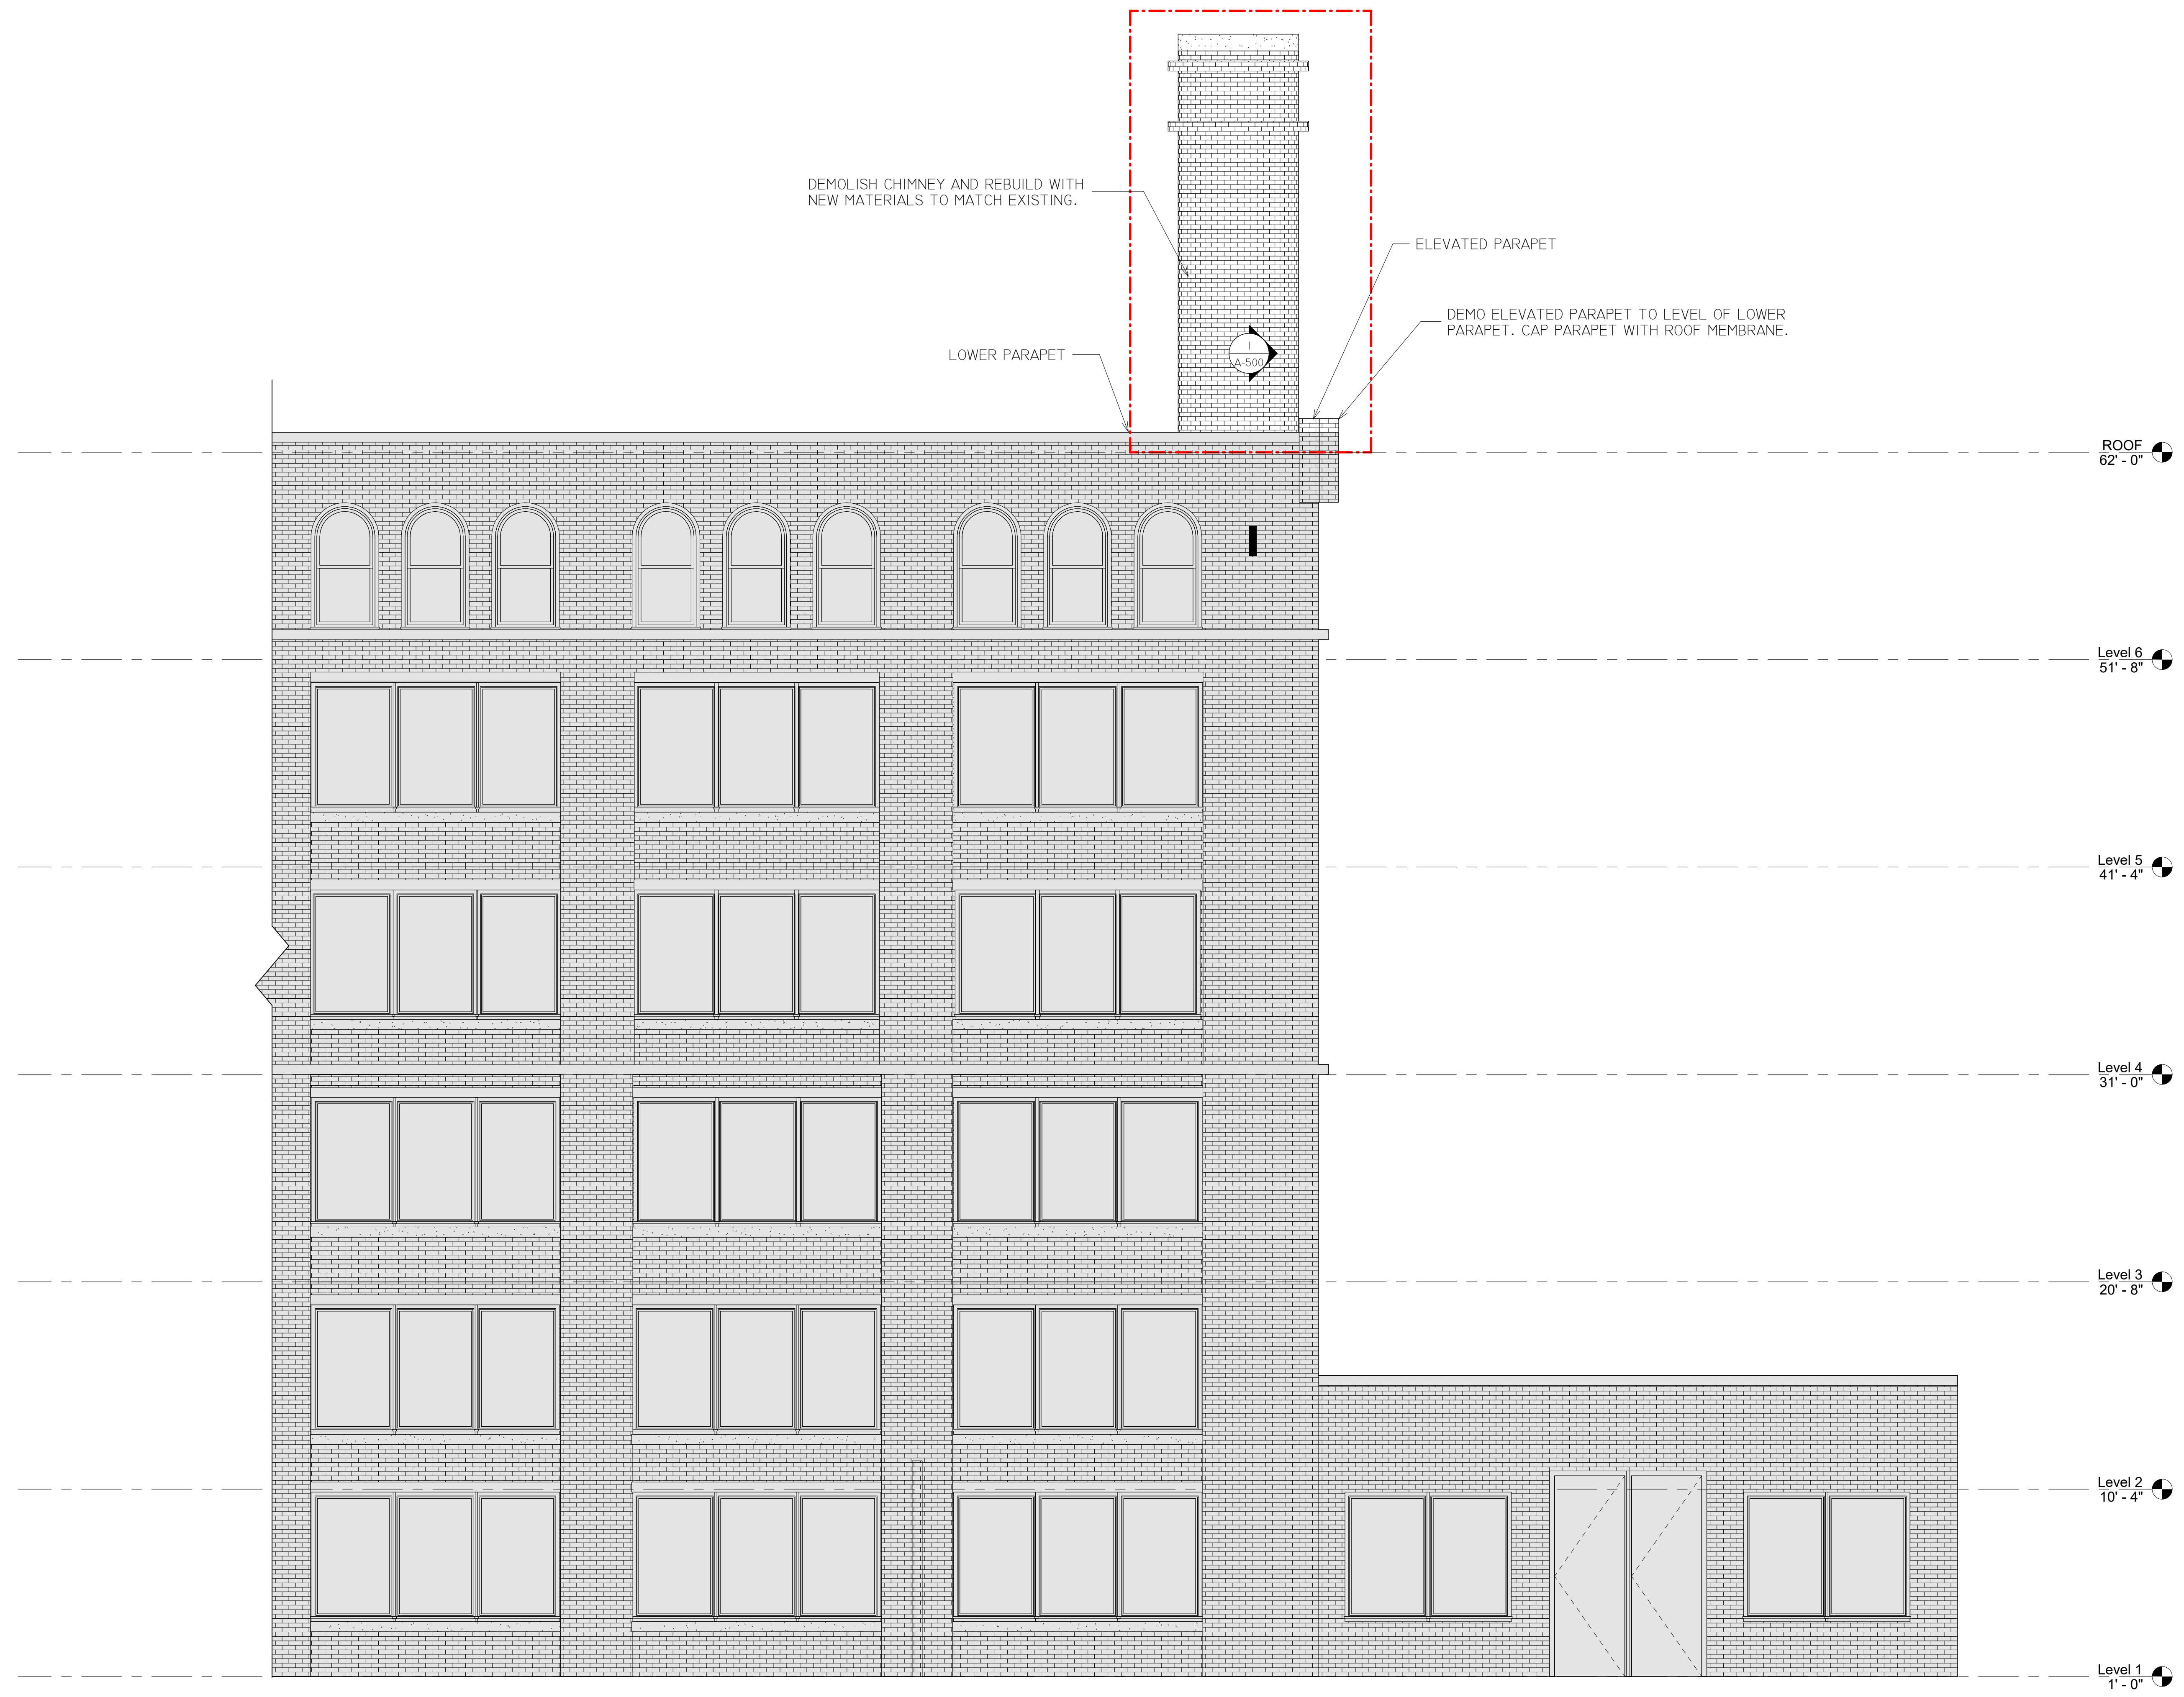 DEMOLISH CHIMNEY AND REBUILD WITH
NEW MATERIALS TO MATCH EXISTING.
ELEVATED PARAPET
DEMO ELEVATED PARAPET TO LEVEL OF LOWER
PARAPET. CAP PARAPET WITH ROOF MEMBRANE.
LOWER PARAPET
1
A-500
ROOF
62' - 0"
Level 6
51' - 8"
Level 5
41' - 4"
Level 4
31' - 0"
Level 3
20' - 8"
Level 2
10' - 4"
Level 1
1' - 0"